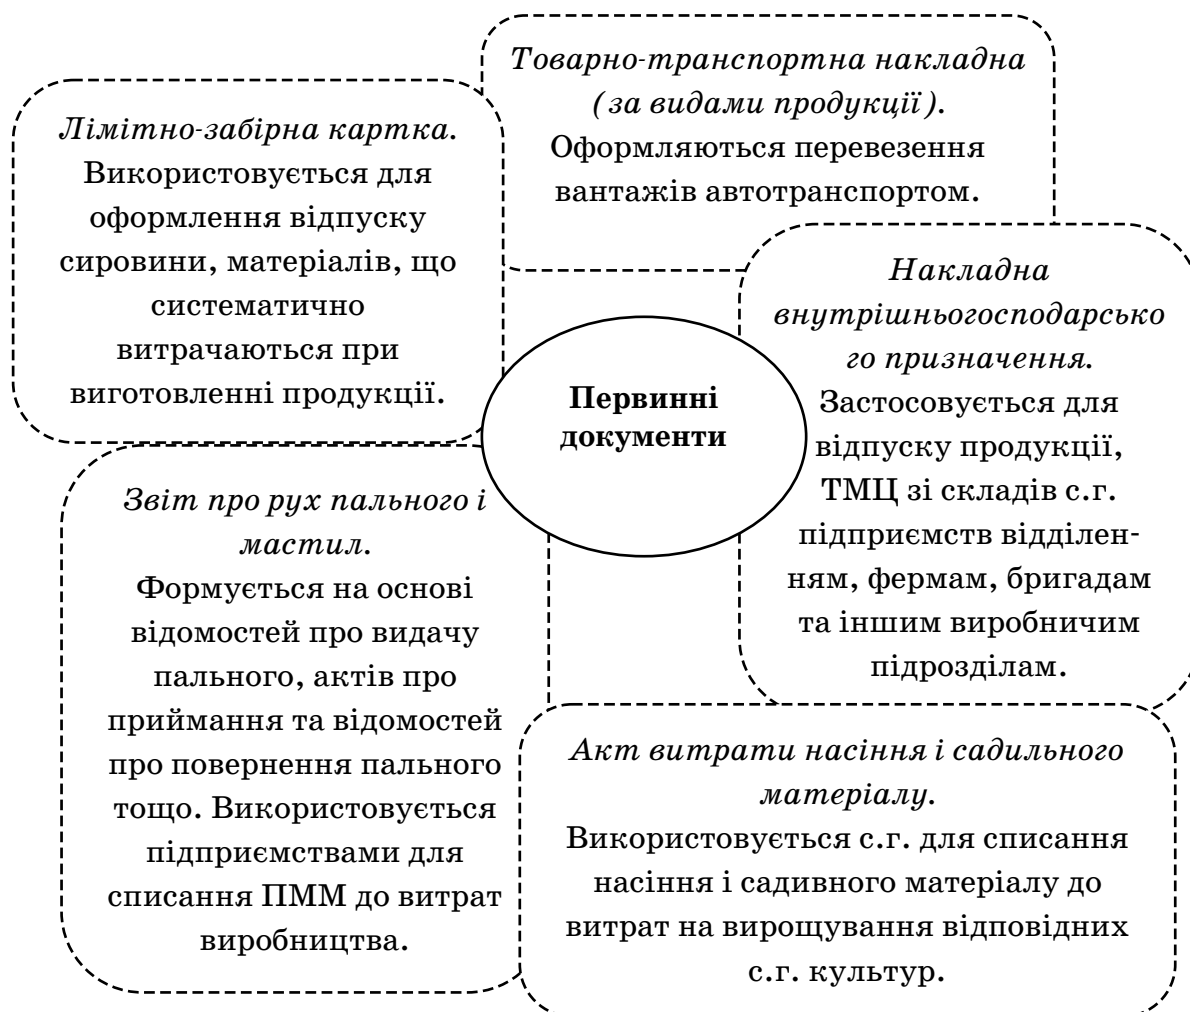 Товарно-транспортна накладна
(за видами продукції).
Оформляються перевезення
вантажів автотранспортом.
Лімітно-забірна картка.
Використовується для
оформлення відпуску
сировини, матеріалів, що
систематично
витрачаються при
виготовленні продукції.
Накладна
внутрішньогосподарсько
го призначення.
Застосовується для
відпуску продукції,
ТМЦ зі складів с.г.
підприємств відділен-
ням, фермам, бригадам
та іншим виробничим
підрозділам.
Первинні
документи
Звіт про рух пального і
мастил.
Формується на основі
відомостей про видачу
пального, актів про
приймання та відомостей
про повернення пального
тощо. Використовується
підприємствами для
списання ПММ до витрат
виробництва.
Акт витрати насіння і садильного
матеріалу.
Використовується с.г. для списання
насіння і садивного матеріалу до
витрат на вирощування відповідних
с.г. культур.